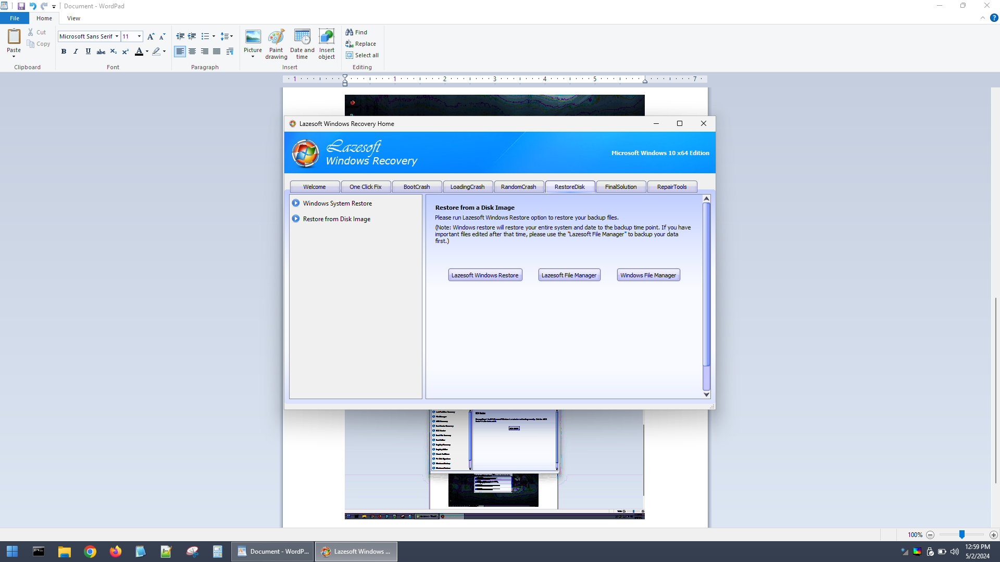 Document - WordPad
File
Home
View
Paste
Cut
Copy
Clipboard
Microsoft Sans Serif
11
B I U abc X₂ X² A
Font
Paragraph
Picture
Paint drawing
Date and time
Insert object
Insert
Find
Replace
Select all
Editing
1 1 2 3 4 5 7
Lazesoft Windows Recovery Home
Lazesoft
Windows Recovery
Microsoft Windows 10 x64 Edition
Welcome
One Click Fix
BootCrash
LoadingCrash
RandomCrash
RestoreDisk
FinalSolution
RepairTools
Windows System Restore
Restore from Disk Image
Restore from a Disk Image
Please run Lazesoft Windows Restore option to restore your backup files.
(Note: Windows restore will restore your entire system and date to the backup time point. If you have
important files edited after that time, please use the "Lazesoft File Manager" to backup your data
first.)
Lazesoft Windows Restore
Lazesoft File Manager
Windows File Manager
100%
Document - WordP...
Lazesoft Windows ...
12:59 PM
5/2/2024